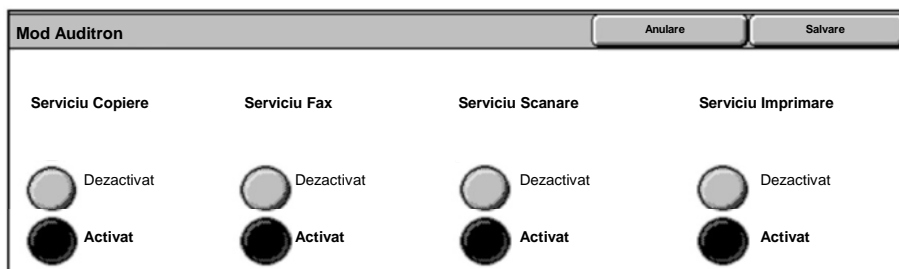 Mod Auditron Anulare Salvare
Serviciu Copiere Serviciu Fax Serviciu Scanare Serviciu Imprimare
Dezactivat Dezactivat Dezactivat Dezactivat
Activat Activat Activat Activat